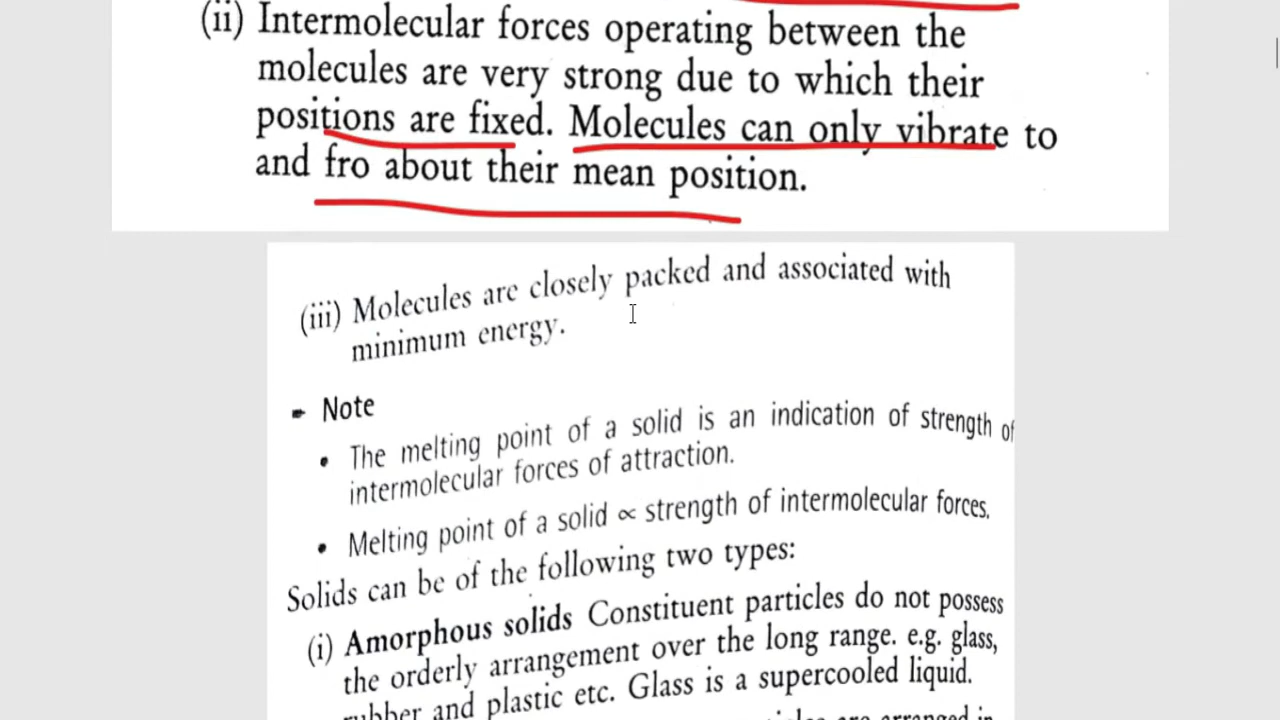 (ii) Intermolecular forces operating between the
molecules are very strong due to which their
positions are fixed. Molecules can only vibrate to
and fro about their mean position.
(iii) Molecules are closely packed and associated with
minimum energy.
Note
• The melting point of a solid is an indication of strength of
intermolecular forces of attraction.
• Melting point of a solid ∝ strength of intermolecular forces.
Solids can be of the following two types:
(i) Amorphous solids Constituent particles do not possess
the orderly arrangement over the long range. e.g. glass,
rubber and plastic etc. Glass is a supercooled liquid.
are arranged in